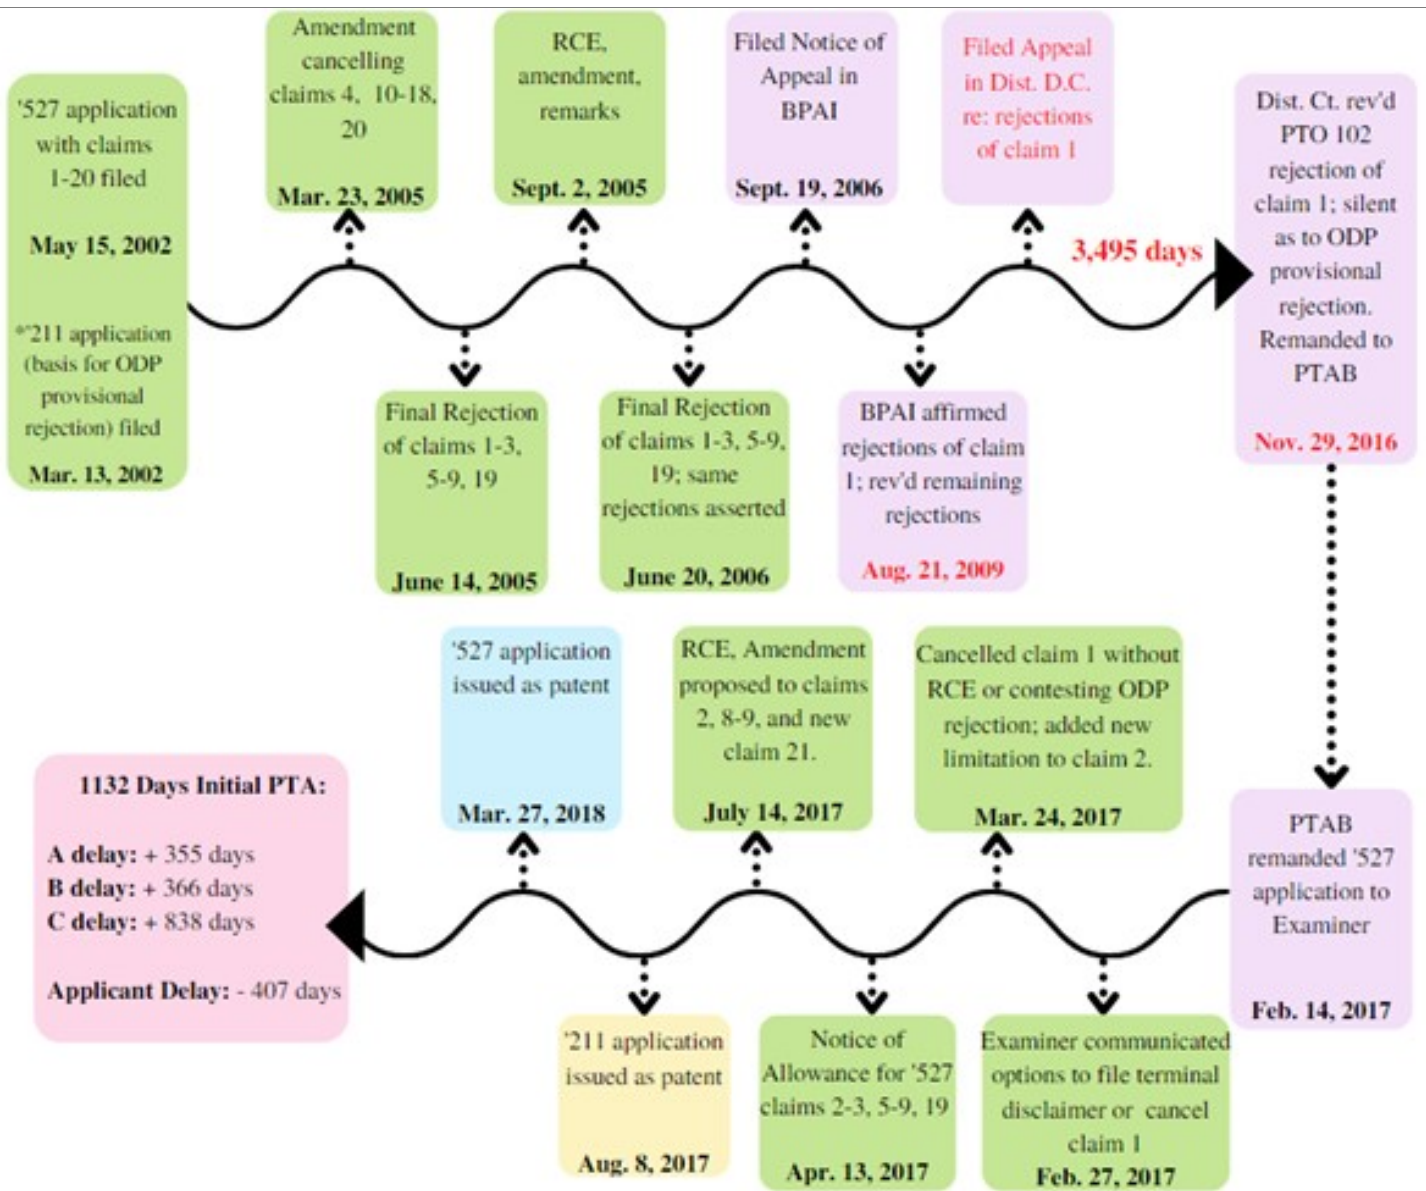 '527 application
with claims
1-20 filed
May 15, 2002
*'211 application
(basis for ODP
provisional
rejection) filed
Mar. 13, 2002
Amendment
cancelling
claims 4, 10-18,
20
Mar. 23, 2005
Final Rejection
of claims 1-3,
5-9, 19
June 14, 2005
RCE,
amendment,
remarks
Sept. 2, 2005
Final Rejection
of claims 1-3, 5-9,
19; same
rejections asserted
June 20, 2006
Filed Notice of
Appeal in
BPAI
Sept. 19, 2006
BPAI affirmed
rejections of claim
1; rev'd remaining
rejections
Aug. 21, 2009
Filed Appeal
in Dist. D.C.
re: rejections
of claim 1
3,495 days
Dist. Ct. rev'd
PTO 102
rejection of
claim 1; silent
as to ODP
provisional
rejection.
Remanded to
PTAB
Nov. 29, 2016
PTAB
remanded '527
application to
Examiner
Feb. 14, 2017
Examiner communicated
options to file terminal
disclaimer or cancel
claim 1
Feb. 27, 2017
Cancelled claim 1 without
RCE or contesting ODP
rejection; added new
limitation to claim 2.
Mar. 24, 2017
Notice of
Allowance for '527
claims 2-3, 5-9, 19
Apr. 13, 2017
RCE, Amendment
proposed to claims
2, 8-9, and new
claim 21.
July 14, 2017
'211 application
issued as patent
Aug. 8, 2017
'527 application
issued as patent
Mar. 27, 2018
1132 Days Initial PTA:
A delay: + 355 days
B delay: + 366 days
C delay: + 838 days
Applicant Delay: - 407 days